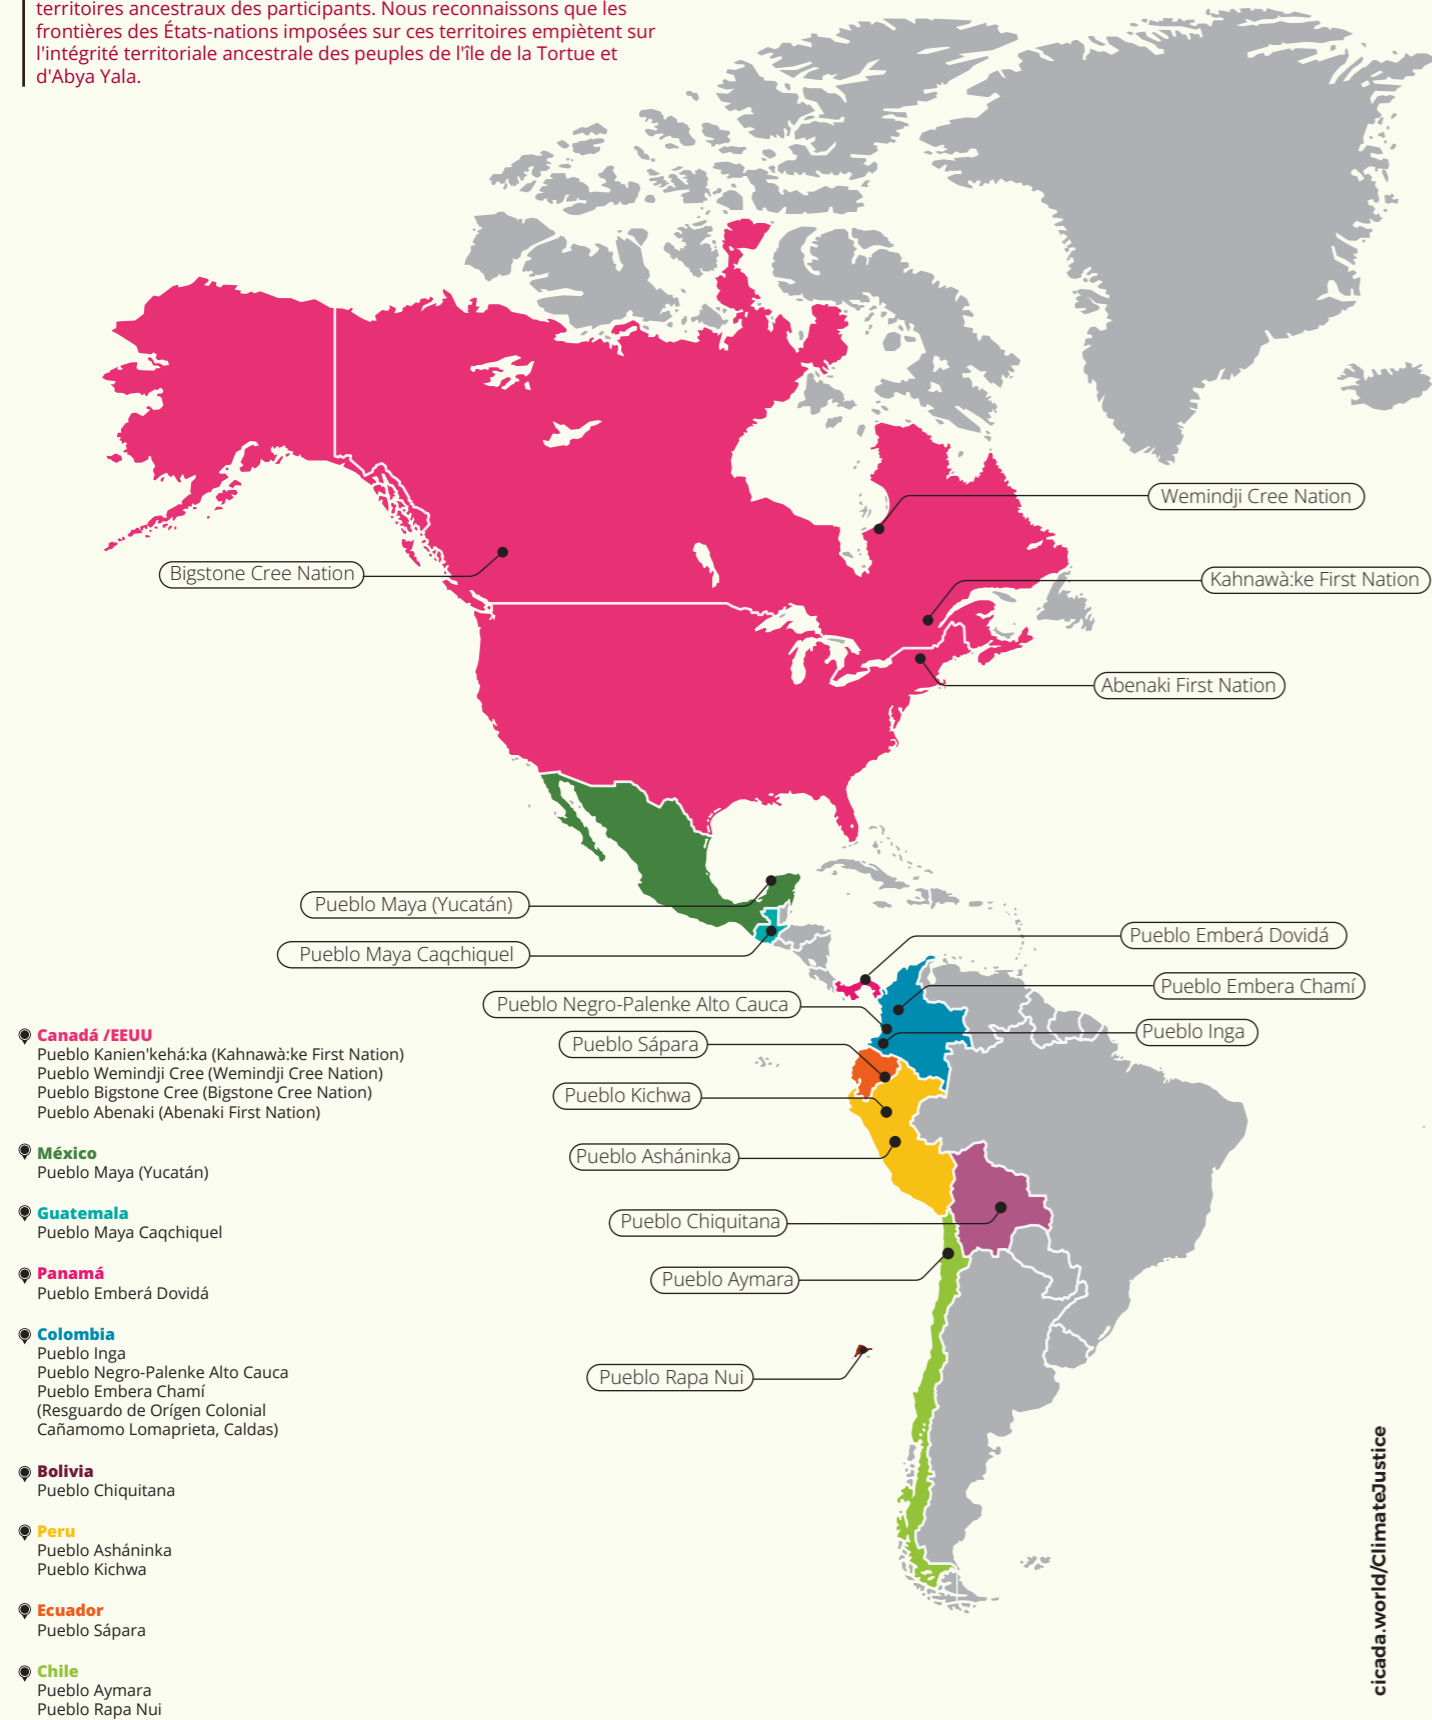 territoires ancestraux des participants. Nous reconnaissons que les
frontières des États-nations imposées sur ces territoires empiètent sur
l'intégrité territoriale ancestrale des peuples de l'île de la Tortue et
d'Abya Yala.
Wemindji Cree Nation
Bigstone Cree Nation
Kahnawà:ke First Nation
Abenaki First Nation
Pueblo Maya (Yucatán)
Pueblo Maya Caqchiquel
Pueblo Emberá Dovidá
Pueblo Embera Chamí
Pueblo Negro-Palenke Alto Cauca
Pueblo Inga
Pueblo Sápara
Pueblo Kichwa
Pueblo Asháninka
Pueblo Chiquitana
Pueblo Aymara
Pueblo Rapa Nui
Canadá /EEUU
Pueblo Kanien'kehá:ka (Kahnawà:ke First Nation)
Pueblo Wemindji Cree (Wemindji Cree Nation)
Pueblo Bigstone Cree (Bigstone Cree Nation)
Pueblo Abenaki (Abenaki First Nation)
México
Pueblo Maya (Yucatán)
Guatemala
Pueblo Maya Caqchiquel
Panamá
Pueblo Emberá Dovidá
Colombia
Pueblo Inga
Pueblo Negro-Palenke Alto Cauca
Pueblo Embera Chamí
(Resguardo de Orígen Colonial
Cañamomo Lomaprieta, Caldas)
Bolivia
Pueblo Chiquitana
Peru
Pueblo Asháninka
Pueblo Kichwa
Ecuador
Pueblo Sápara
Chile
Pueblo Aymara
Pueblo Rapa Nui
cicada.world/ClimateJustice